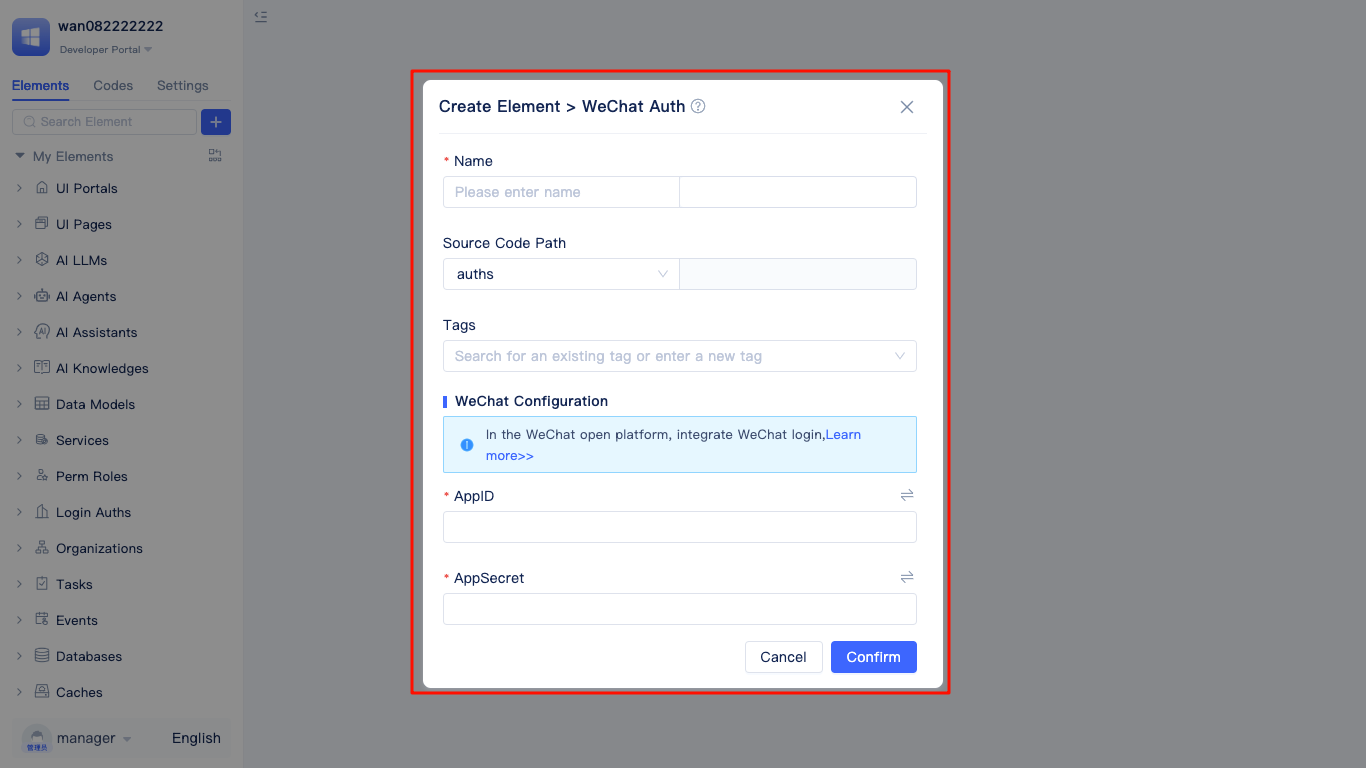 wan082222222
Developer Portal
Elements Codes Settings
Search Element
My Elements
UI Portals
UI Pages
AI LLMs
AI Agents
AI Assistants
AI Knowledges
Data Models
Services
Perm Roles
Login Auths
Organizations
Tasks
Events
Databases
Caches
管理员
manager
English
Create Element > WeChat Auth
* Name
Please enter name
Source Code Path
auths
Tags
Search for an existing tag or enter a new tag
WeChat Configuration
In the WeChat open platform, integrate WeChat login,Learn
more>>
* AppID
* AppSecret
Cancel Confirm